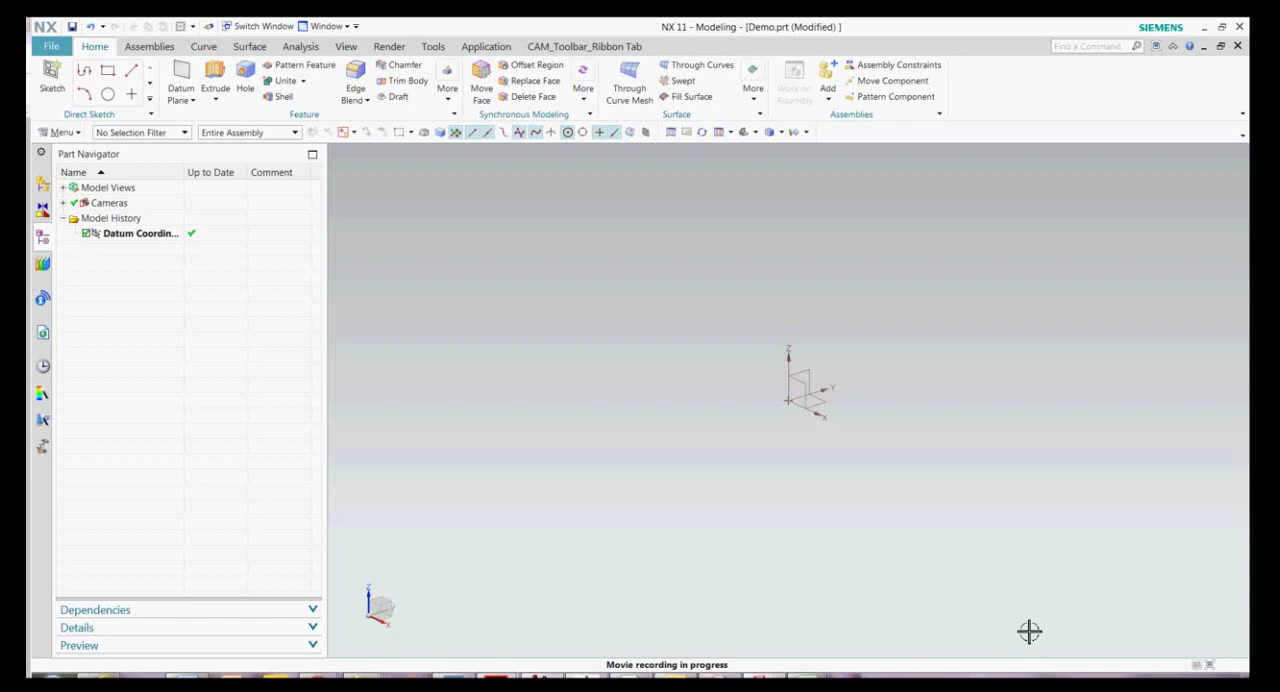 NX Switch Window Window NX 11 - Modeling - [Demo.prt (Modified) ] SIEMENS
File Home Assemblies Curve Surface Analysis View Render Tools Application CAM_Toolbar_Ribbon Tab Find a Command
Sketch
Direct Sketch
Datum Plane
Extrude
Hole
Pattern Feature
Unite
Shell
Edge Blend
Chamfer
Trim Body
Draft
More
Feature
Move Face
Offset Region
Replace Face
Delete Face
More
Synchronous Modeling
Through Curve Mesh
Through Curves
Swept
Fill Surface
More
Surface
Work on Assembly
Add
Assembly Constraints
Move Component
Pattern Component
Assemblies
Menu No Selection Filter Entire Assembly
Part Navigator
Name Up to Date Comment
Model Views
Cameras
Model History
Datum Coordin...
Z
Y
X
Z
Y
X
Dependencies
Details
Preview
Movie recording in progress